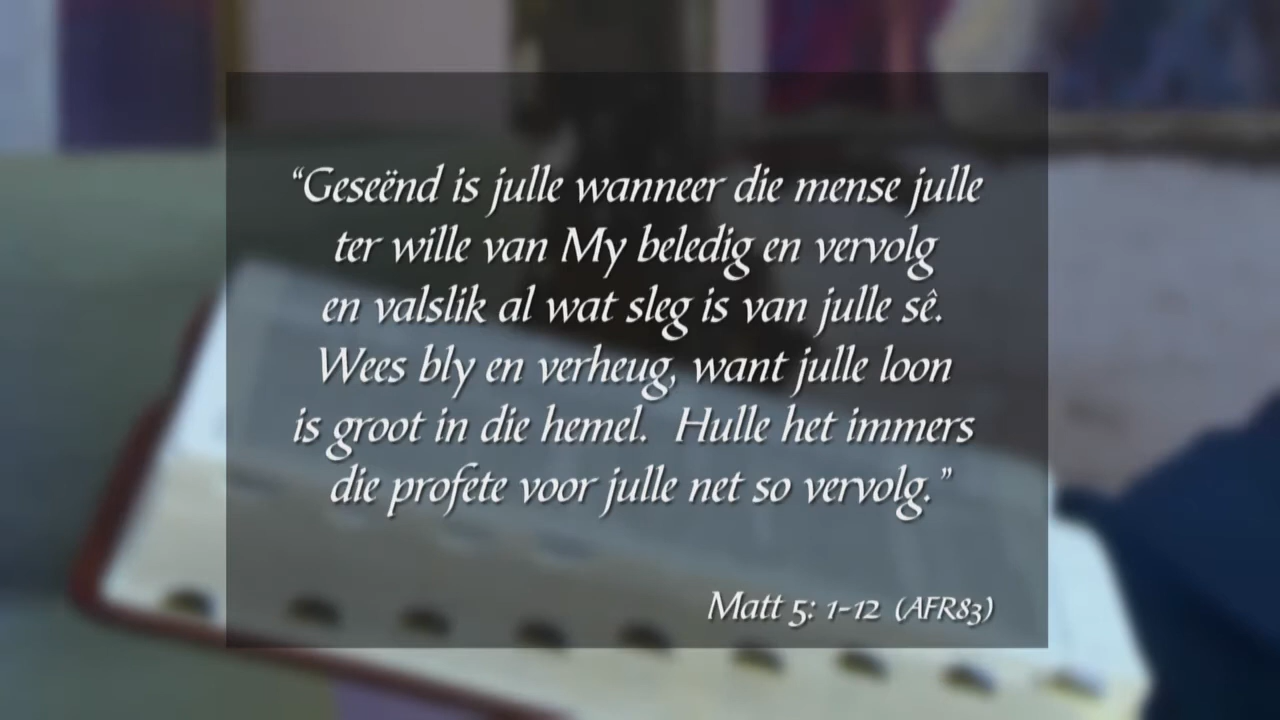 “Geseënd is julle wanneer die mense julle
ter wille van My beledig en vervolg
en valslik al wat sleg is van julle sê.
Wees bly en verheug, want julle loon
is groot in die hemel.  Hulle het immers
die profete voor julle net so vervolg.”
Matt 5: 1-12 (AFR83)